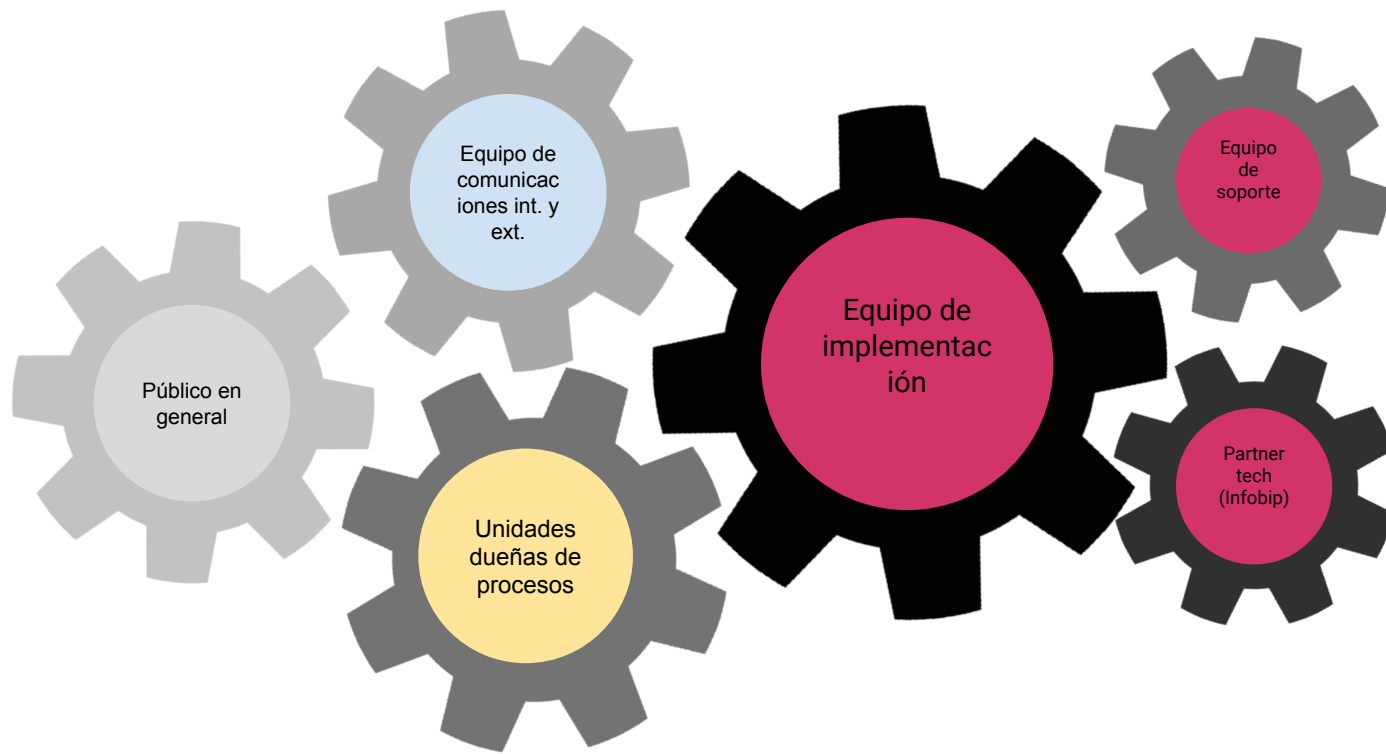 Equipo de
comunicac
iones int. y
ext.
Equipo
de
soporte
Equipo de
implementac
ión
Público en
general
Partner
tech
(Infobip)
Unidades
dueñas de
procesos